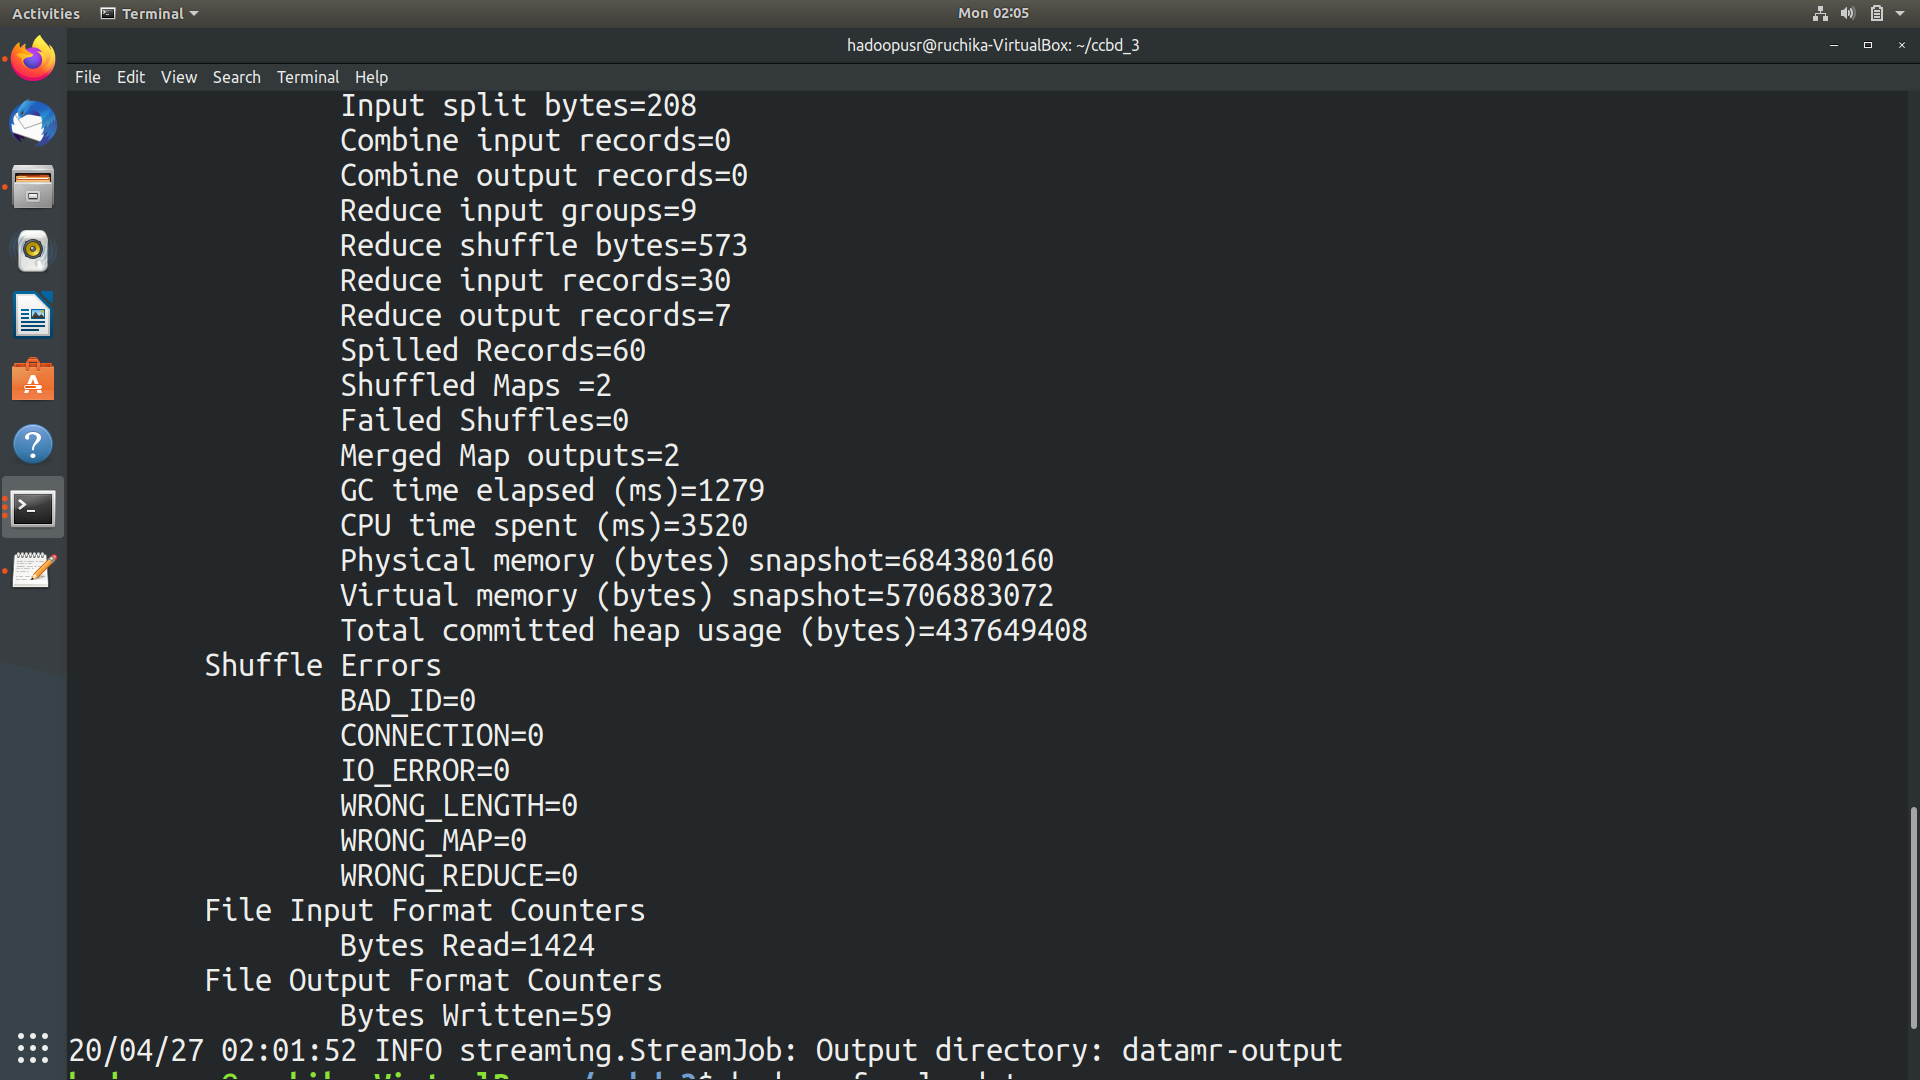 Activities Terminal Mon 02:05
hadoopusr@ruchika-VirtualBox: ~/ccbd_3
File Edit View Search Terminal Help
Input split bytes=208
Combine input records=0
Combine output records=0
Reduce input groups=9
Reduce shuffle bytes=573
Reduce input records=30
Reduce output records=7
Spilled Records=60
Shuffled Maps =2
Failed Shuffles=0
Merged Map outputs=2
GC time elapsed (ms)=1279
CPU time spent (ms)=3520
Physical memory (bytes) snapshot=684380160
Virtual memory (bytes) snapshot=5706883072
Total committed heap usage (bytes)=437649408
Shuffle Errors
BAD_ID=0
CONNECTION=0
IO_ERROR=0
WRONG_LENGTH=0
WRONG_MAP=0
WRONG_REDUCE=0
File Input Format Counters
Bytes Read=1424
File Output Format Counters
Bytes Written=59
20/04/27 02:01:52 INFO streaming.StreamJob: Output directory: datamr-output